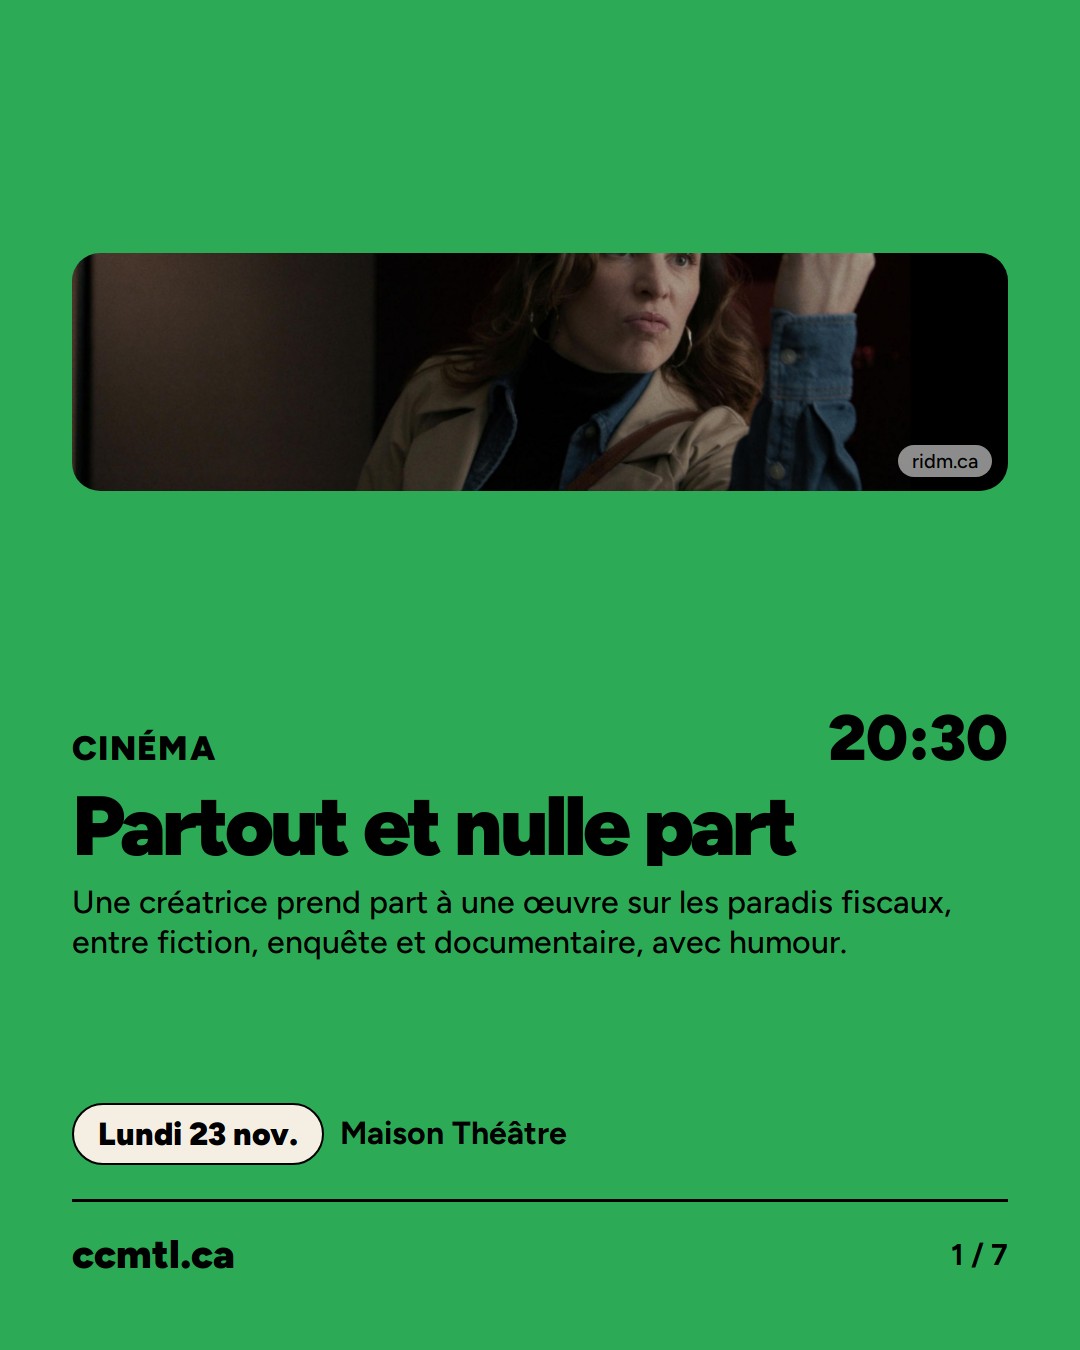 ridm.ca
CINÉMA
20:30
Partout et nulle part
Une créatrice prend part à une œuvre sur les paradis fiscaux,
entre fiction, enquête et documentaire, avec humour.
Lundi 23 nov.
Maison Théâtre
ccmtl.ca
1 / 7